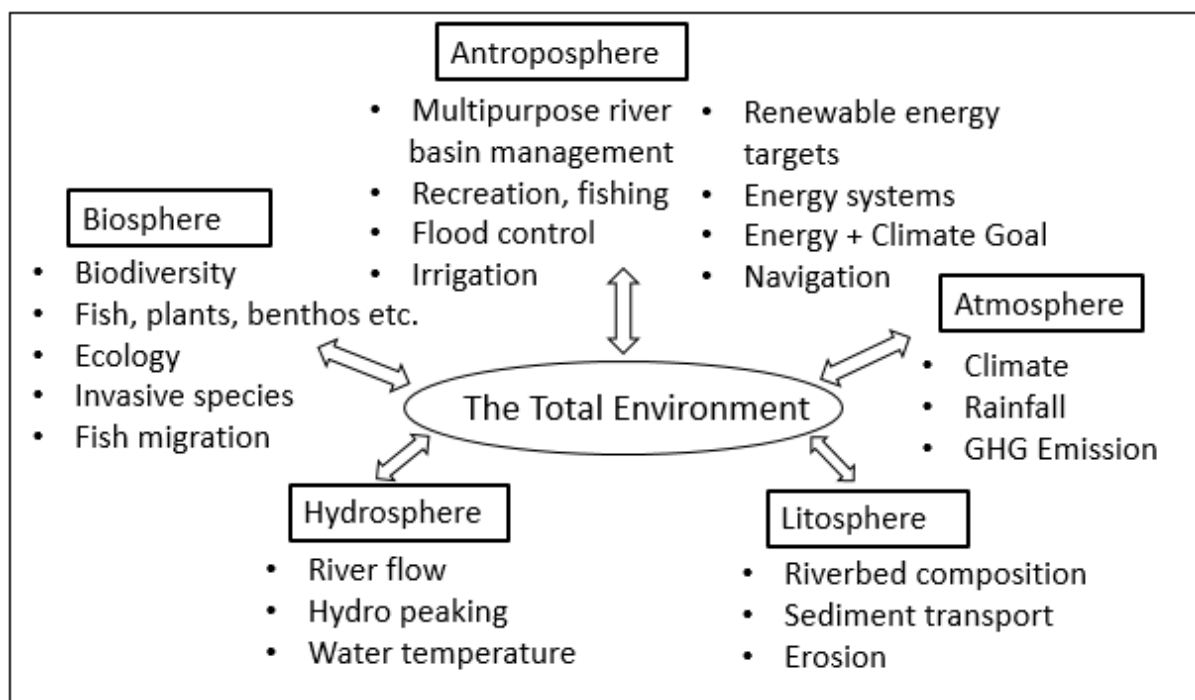 Antroposphere
• Multipurpose river
basin management
• Recreation, fishing
• Flood control
• Irrigation
• Renewable energy
targets
• Energy systems
• Energy + Climate Goal
• Navigation
Biosphere
• Biodiversity
• Fish, plants, benthos etc.
• Ecology
• Invasive species
• Fish migration
Atmosphere
• Climate
• Rainfall
• GHG Emission
The Total Environment
Hydrosphere
• River flow
• Hydro peaking
• Water temperature
Litosphere
• Riverbed composition
• Sediment transport
• Erosion